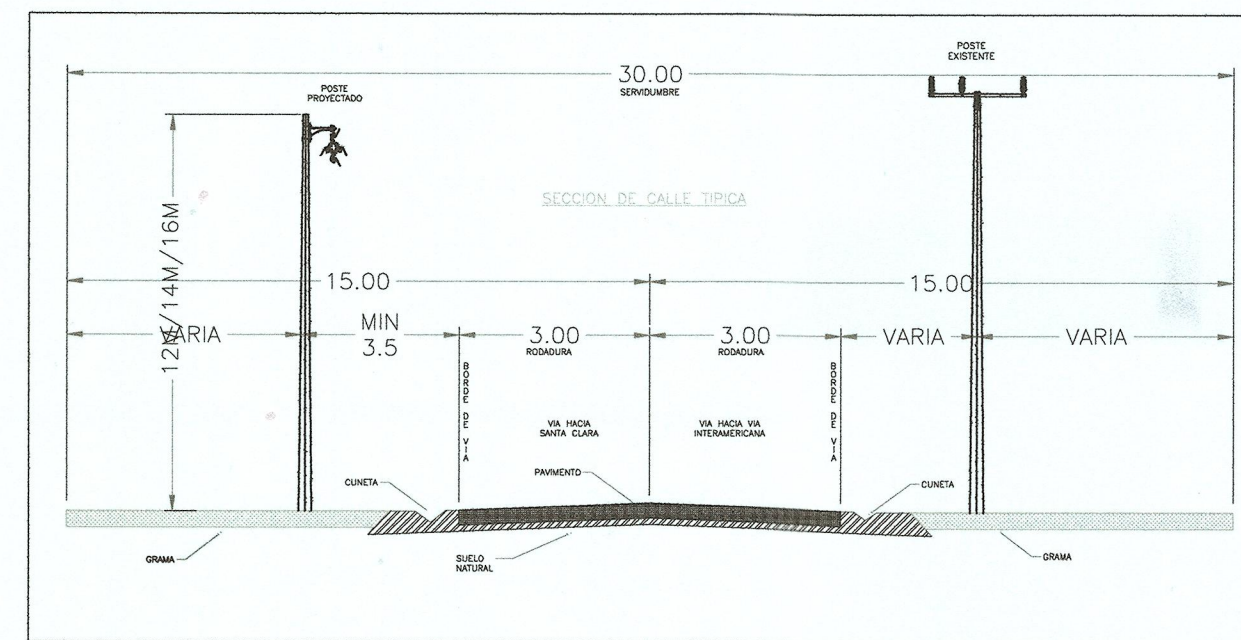 POSTE
EXISTENTE
30.00
SERVIDUMBRE
POSTE
PROYECTADO
SECCION DE CALLE TIPICA
12M/14M/16M
15.00
15.00
VARIA
MIN
3.5
3.00
RODADURA
3.00
RODADURA
VARIA
VARIA
BORDE DE VIA
VIA HACIA
SANTA CLARA
VIA HACIA VIA
INTERAMERICANA
BORDE DE VIA
PAVIMENTO
CUNETA
CUNETA
GRAMA
SUELO
NATURAL
GRAMA